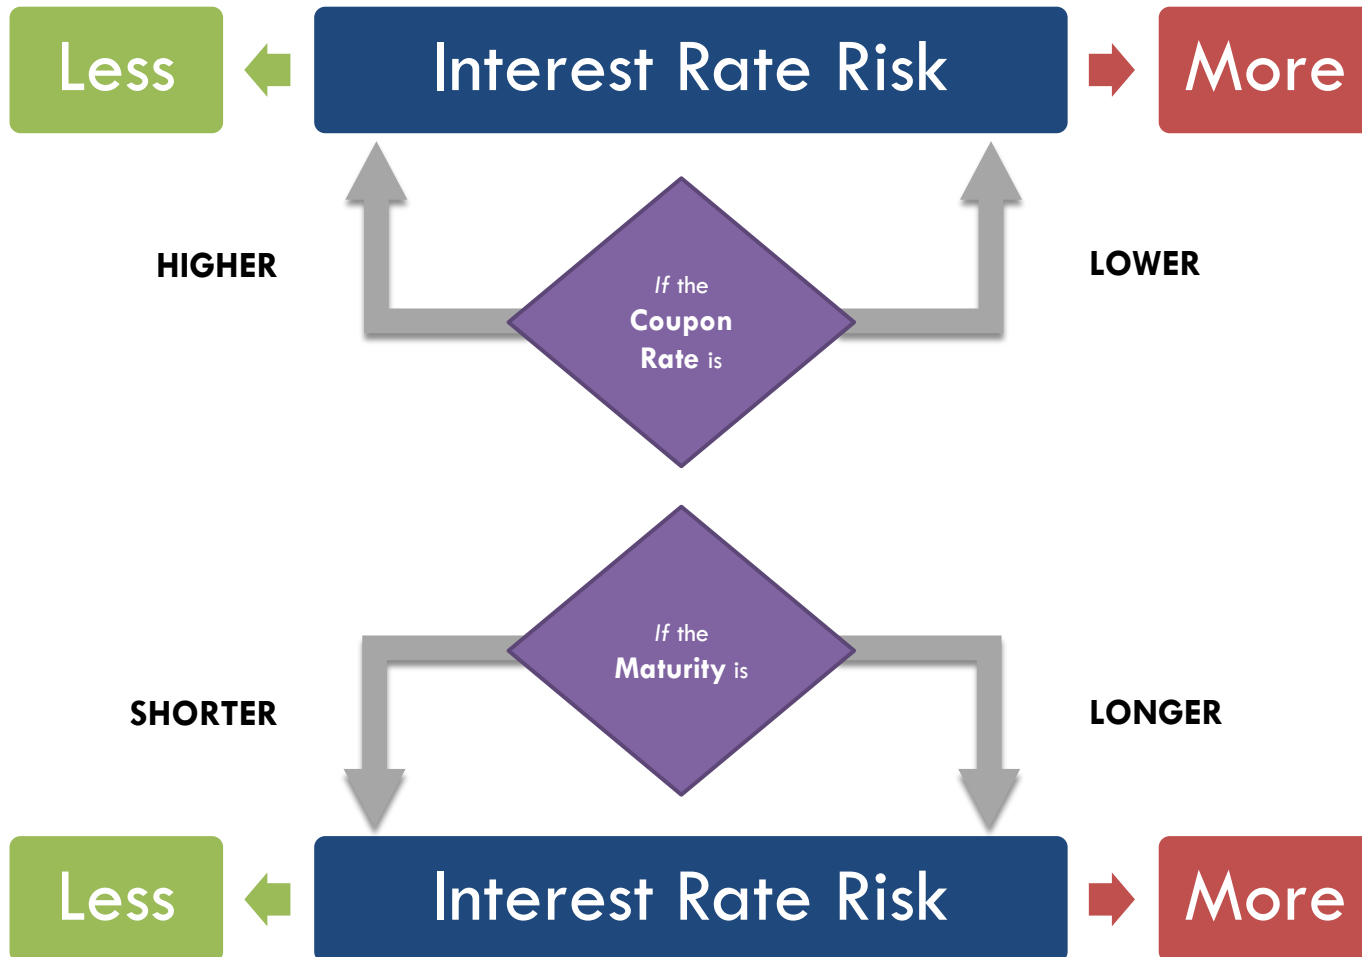 Less
Interest Rate Risk
More
HIGHER
LOWER
If the
Coupon
Rate is
If the
Maturity is
SHORTER
LONGER
Less
Interest Rate Risk
More